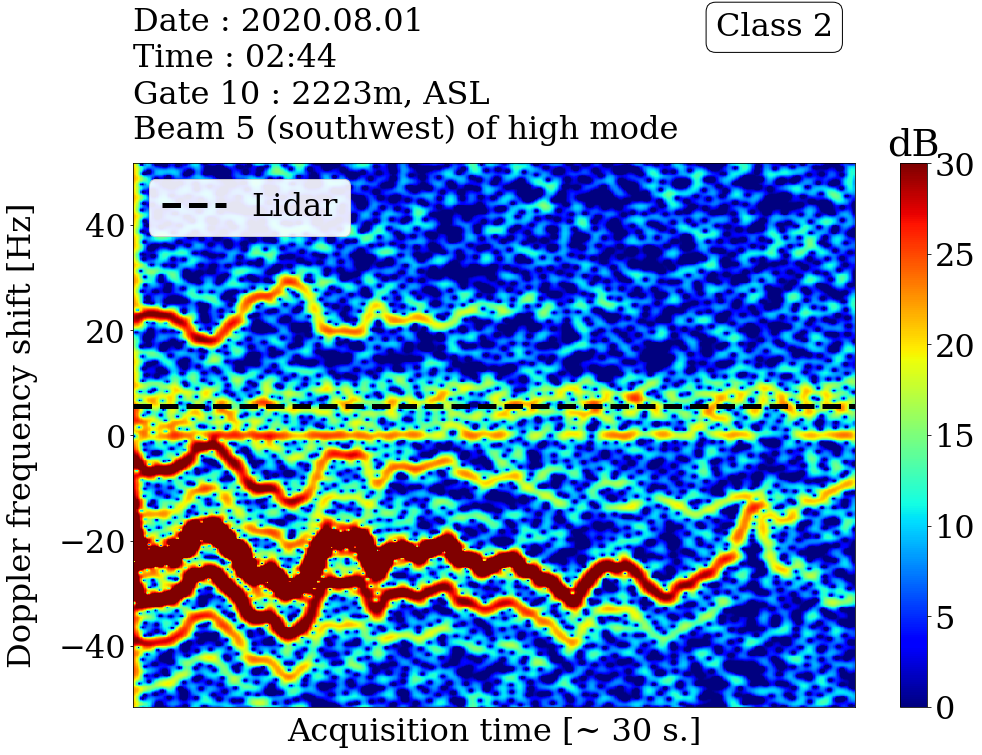 Date : 2020.08.01
Time : 02:44
Gate 10 : 2223m, ASL
Beam 5 (southwest) of high mode
Class 2
dB
Lidar
Doppler frequency shift [Hz]
40
20
0
−20
−40
30
25
20
15
10
5
0
Acquisition time [~ 30 s.]